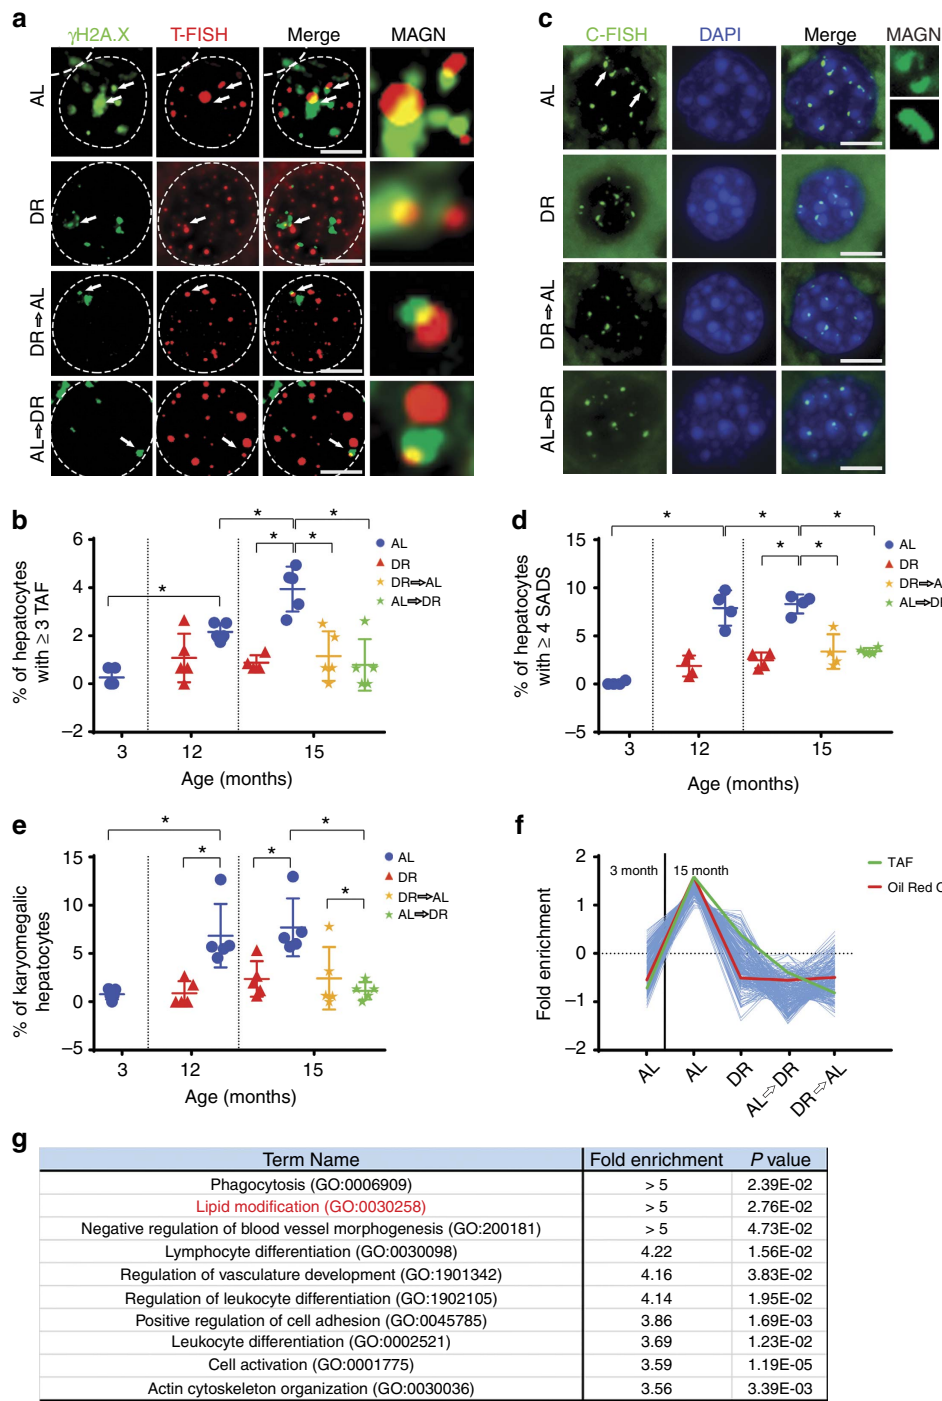 a
γH2A.X T-FISH Merge MAGN
AL
DR
DR⇒AL
AL⇒DR
c
C-FISH DAPI Merge MAGN
AL
DR
DR⇒AL
AL⇒DR
b
% of hepatocytes
with ≥ 3 TAF
6
4
2
0
−2
* * * * *
3 12 15
Age (months)
AL
DR
DR⇒AL
AL⇒DR
d
% of hepatocytes
with ≥ 4 SADS
15
10
5
0
−5
* * * * *
3 12 15
Age (months)
AL
DR
DR⇒A
AL⇒D
e
% of karyomegalic
hepatocytes
15
10
5
0
−5
* * * * *
3 12 15
Age (months)
AL
DR
DR⇒AL
AL⇒DR
f
Fold enrichment
2
1
0
−1
−2
3 month 15 month
TAF
Oil Red O
AL AL DR AL⇒DR DR⇒AL
g
Term Name Fold enrichment P value
Phagocytosis (GO:0006909) > 5 2.39E-02
Lipid modification (GO:0030258) > 5 2.76E-02
Negative regulation of blood vessel morphogenesis (GO:200181) > 5 4.73E-02
Lymphocyte differentiation (GO:0030098) 4.22 1.56E-02
Regulation of vasculature development (GO:1901342) 4.16 3.83E-02
Regulation of leukocyte differentiation (GO:1902105) 4.14 1.95E-02
Positive regulation of cell adhesion (GO:0045785) 3.86 1.69E-03
Leukocyte differentiation (GO:0002521) 3.69 1.23E-02
Cell activation (GO:0001775) 3.59 1.19E-05
Actin cytoskeleton organization (GO:0030036) 3.56 3.39E-03